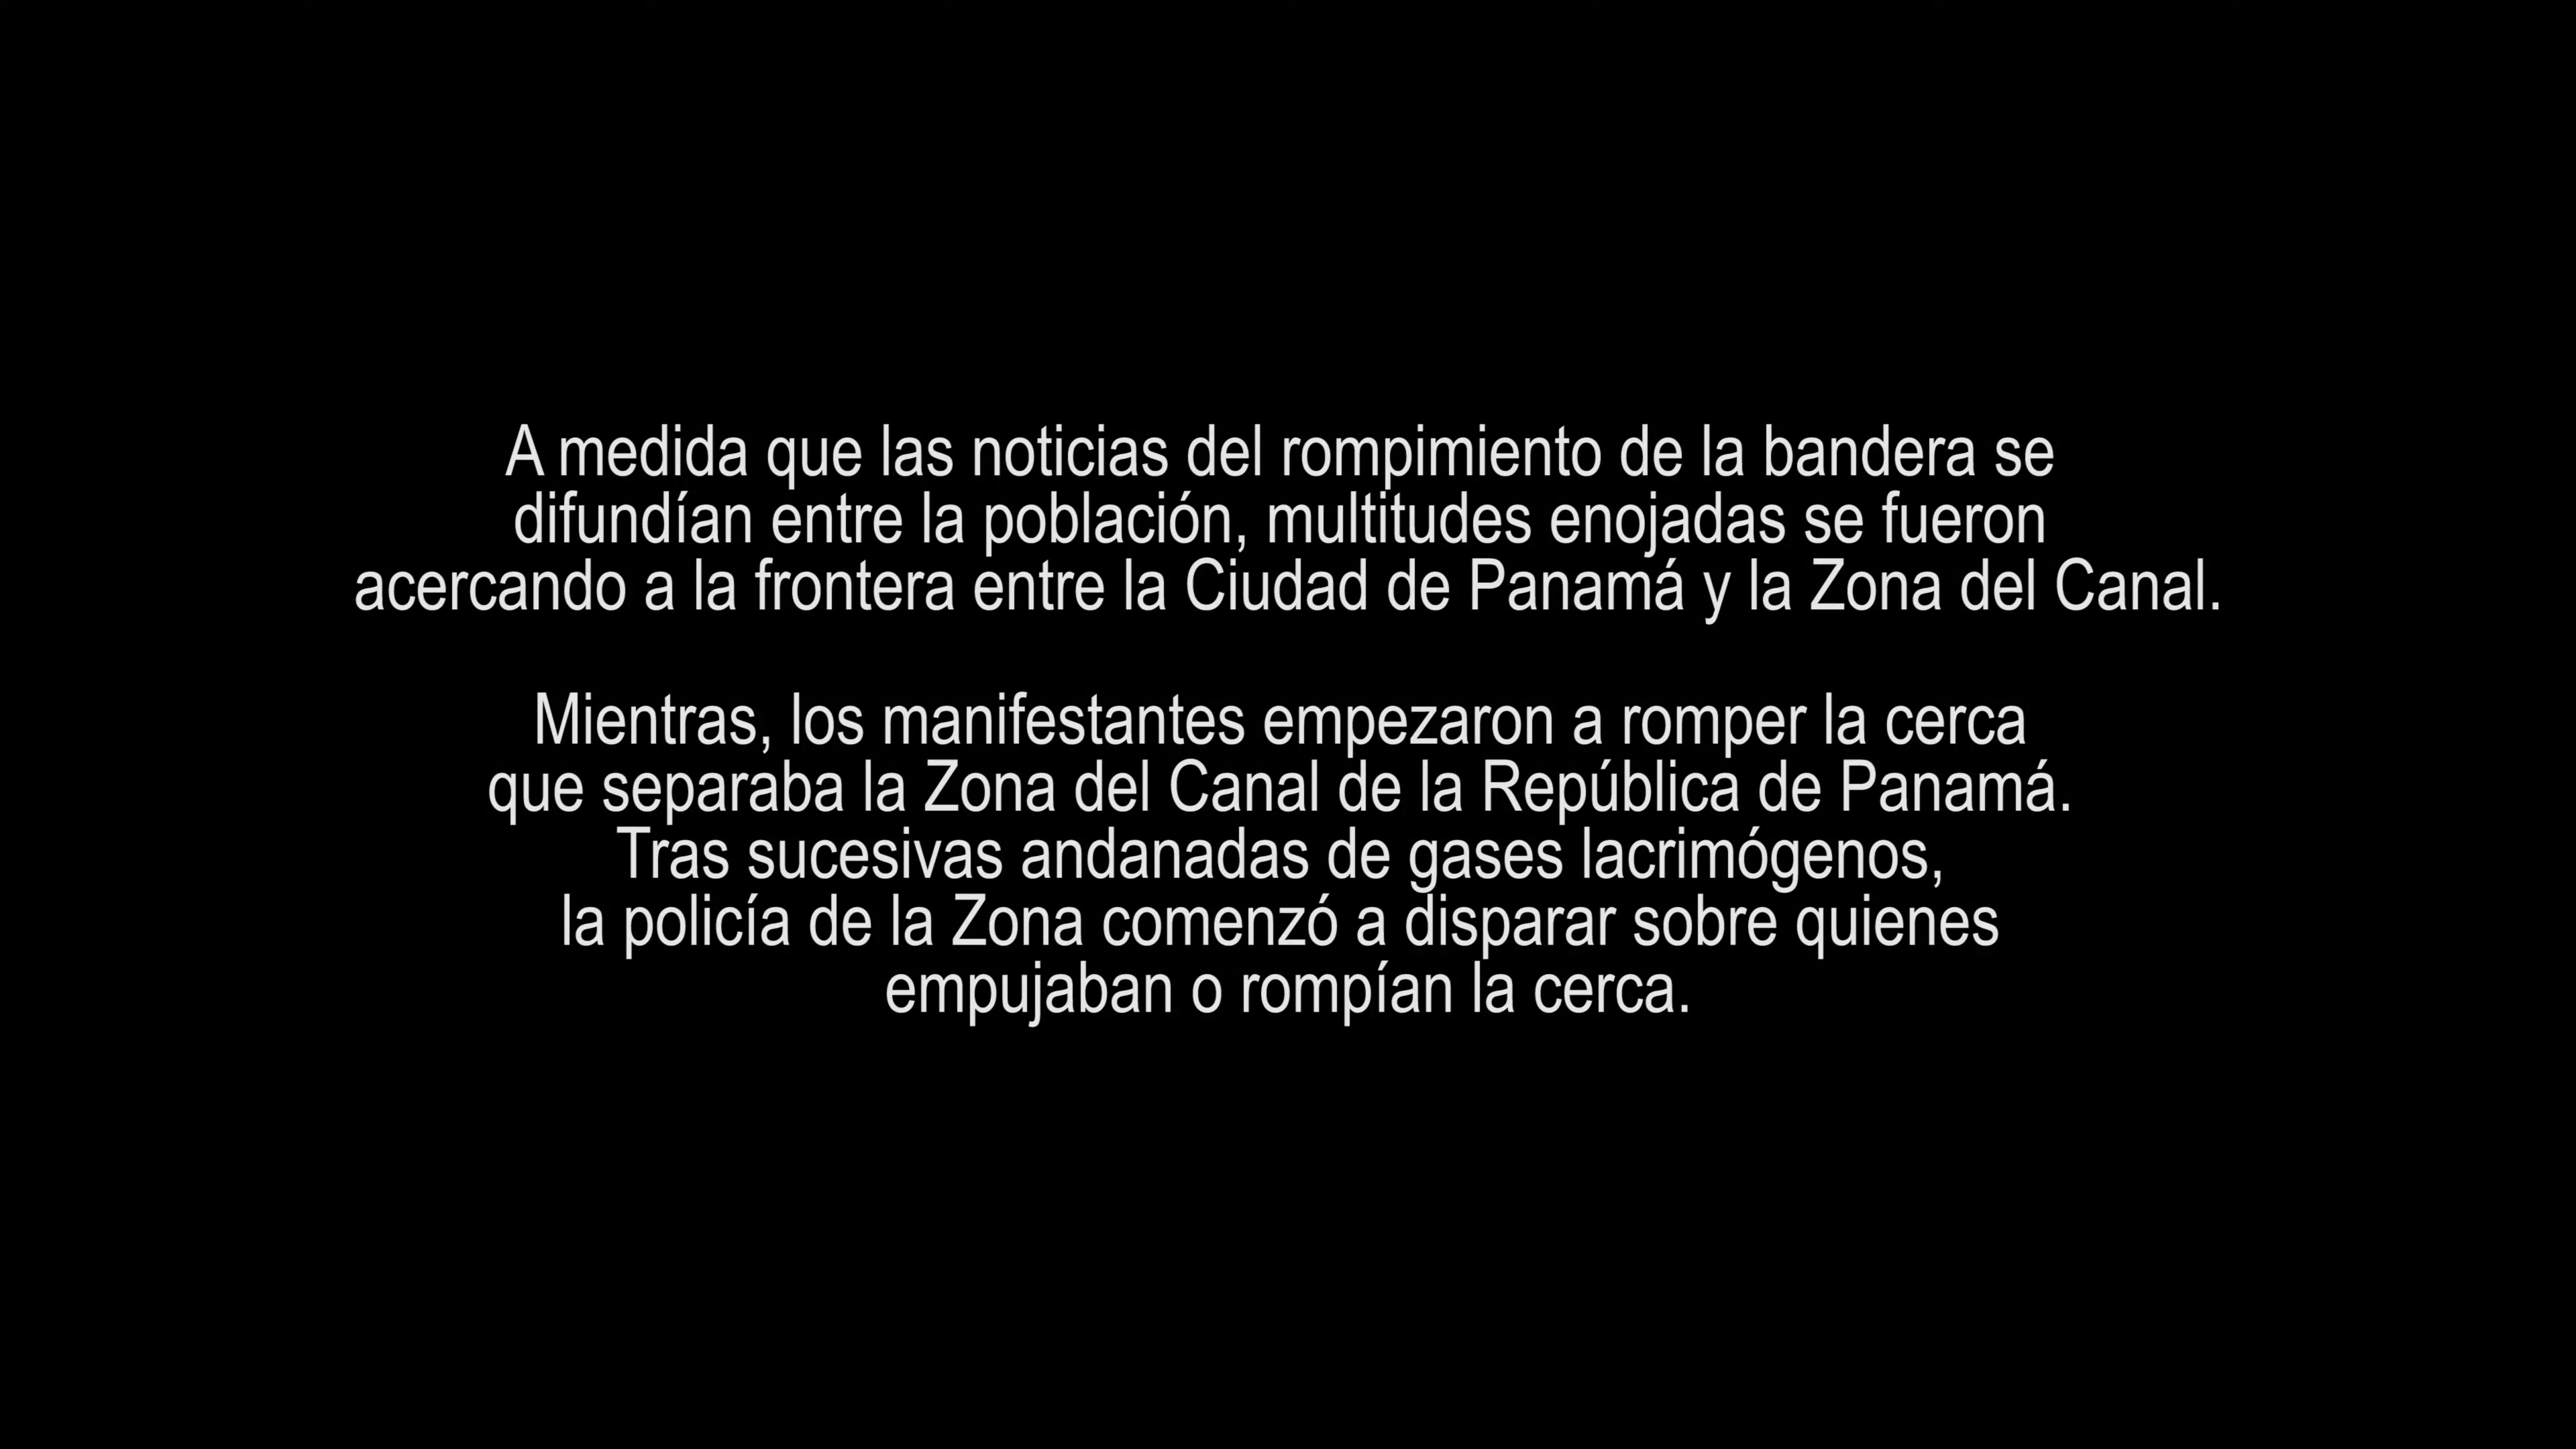 A medida que las noticias del rompimiento de la bandera se
difundían entre la población, multitudes enojadas se fueron
acercando a la frontera entre la Ciudad de Panamá y la Zona del Canal.
Mientras, los manifestantes empezaron a romper la cerca
que separaba la Zona del Canal de la República de Panamá.
Tras sucesivas andanadas de gases lacrimógenos,
la policía de la Zona comenzó a disparar sobre quienes
empujaban o rompían la cerca.